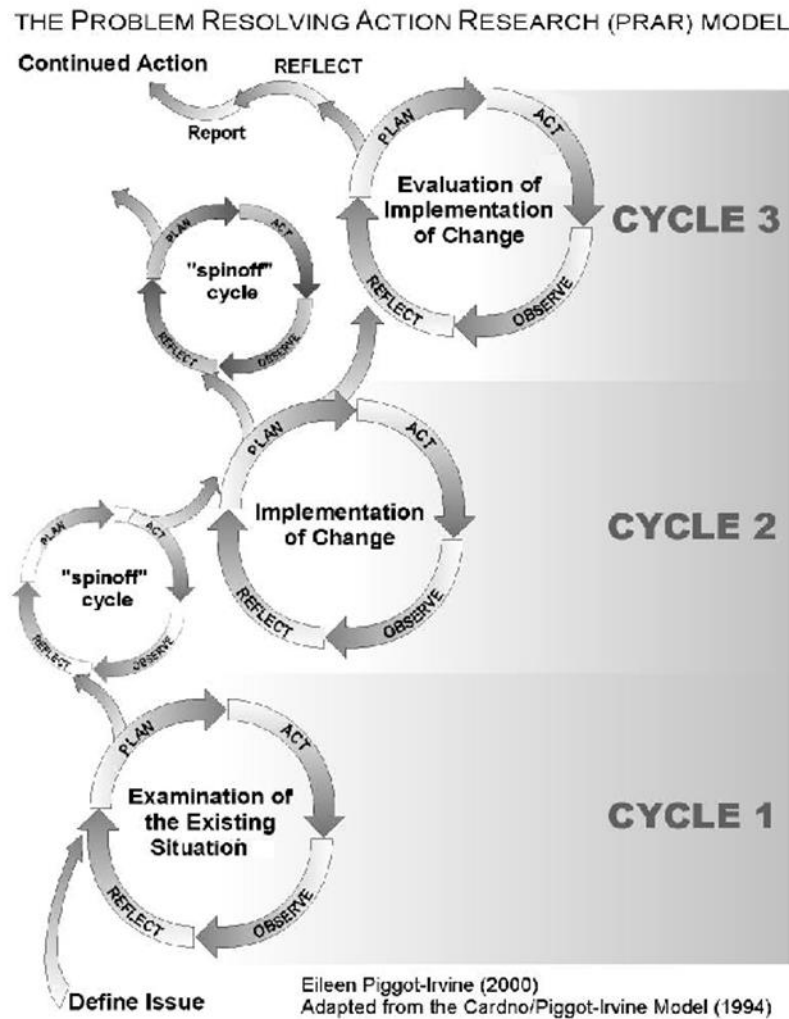 THE PROBLEM RESOLVING ACTION RESEARCH (PRAR) MODEL
Continued Action
REFLECT
Report
PLAN
ACT
Evaluation of
Implementation
of Change
REFLECT
OBSERVE
CYCLE 3
PLAN
ACT
"spinoff"
cycle
REFLECT
OBSERVE
PLAN
ACT
Implementation
of Change
REFLECT
OBSERVE
CYCLE 2
PLAN
ACT
"spinoff"
cycle
REFLECT
OBSERVE
PLAN
ACT
Examination of
the Existing
Situation
REFLECT
OBSERVE
CYCLE 1
Define Issue
Eileen Piggot-Irvine (2000)
Adapted from the Cardno/Piggot-Irvine Model (1994)